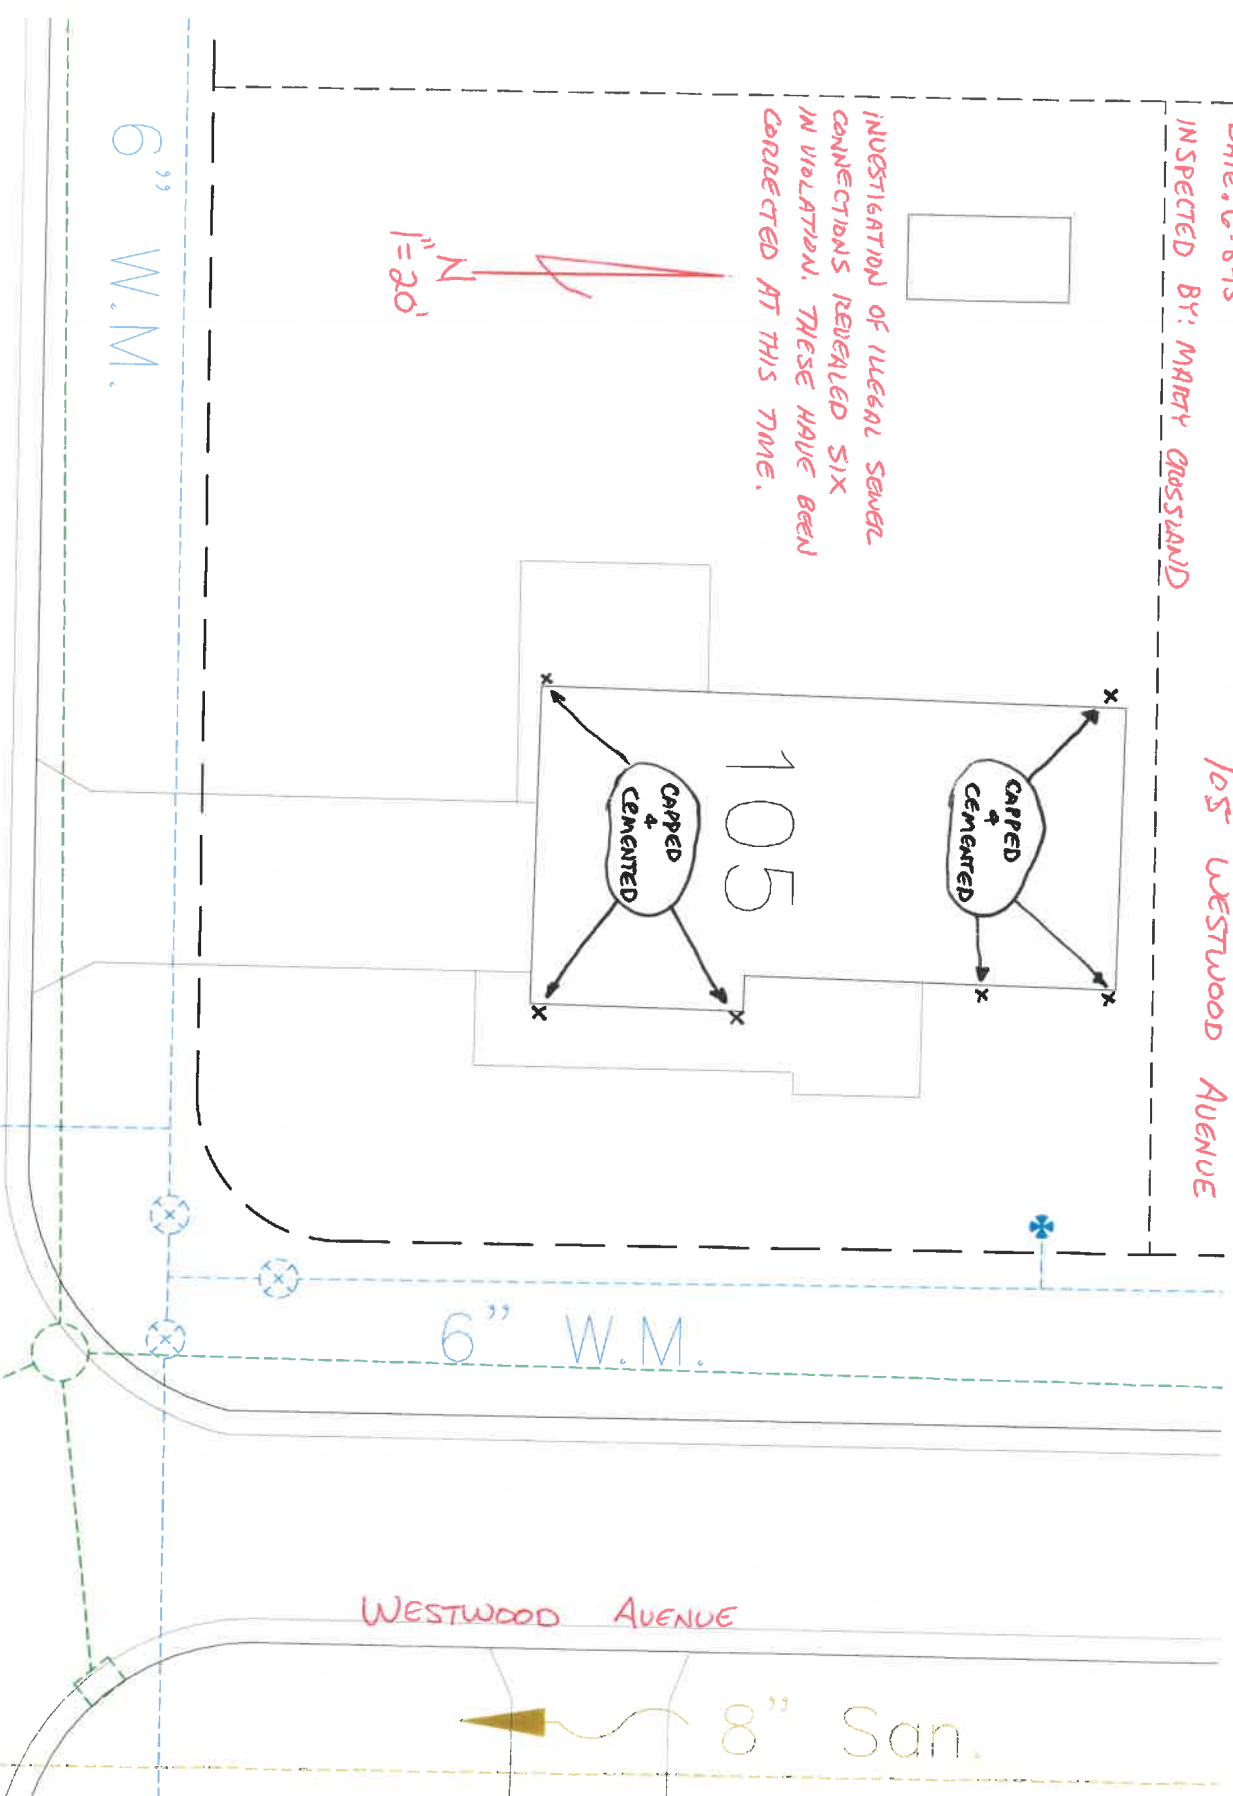 105 WESTWOOD AVENUE
INSPECTED BY: MARTY CROSSLAND
INVESTIGATION OF ILLEGAL SEWER
CONNECTIONS REVEALED SIX
IN VIOLATION. THESE HAVE BEEN
CORRECTED AT THIS TIME.
N
1"=20'
6" W.M.
CAPPED
&
CEMENTED
105
CAPPED
&
CEMENTED
6" W.M.
WESTWOOD AVENUE
8" San.